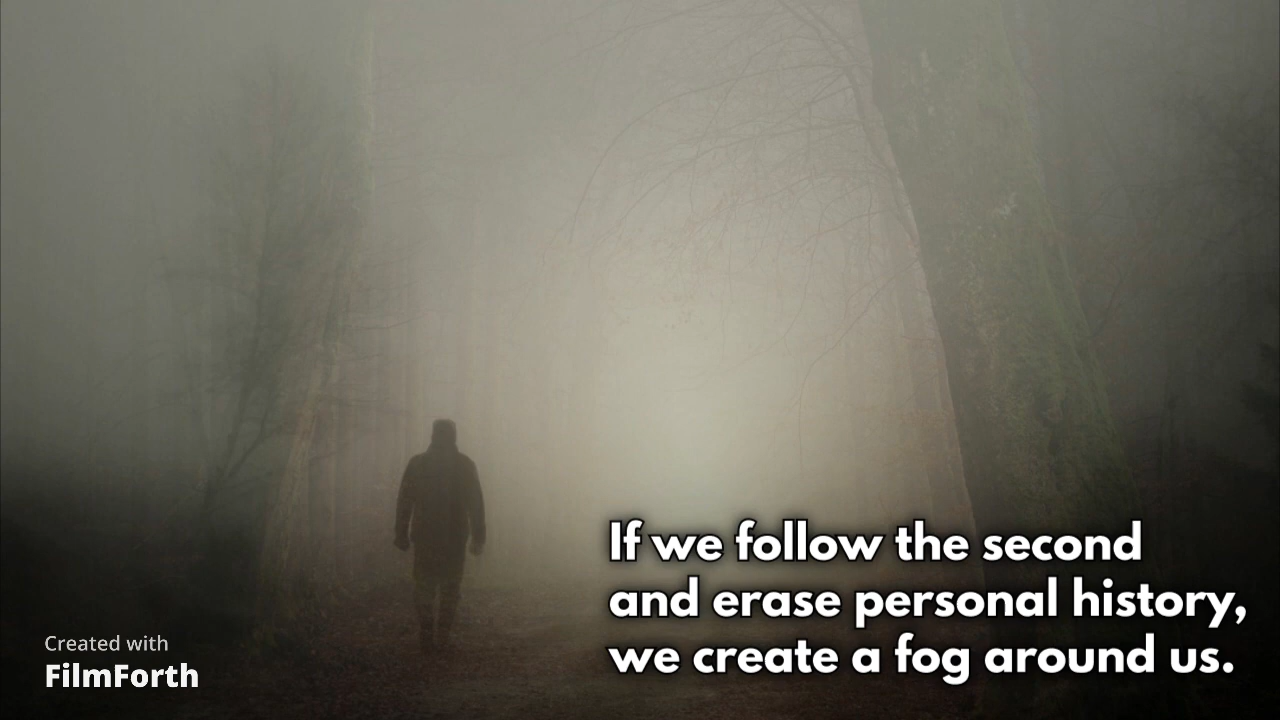 If we follow the second
and erase personal history,
we create a fog around us.
Created with
FilmForth